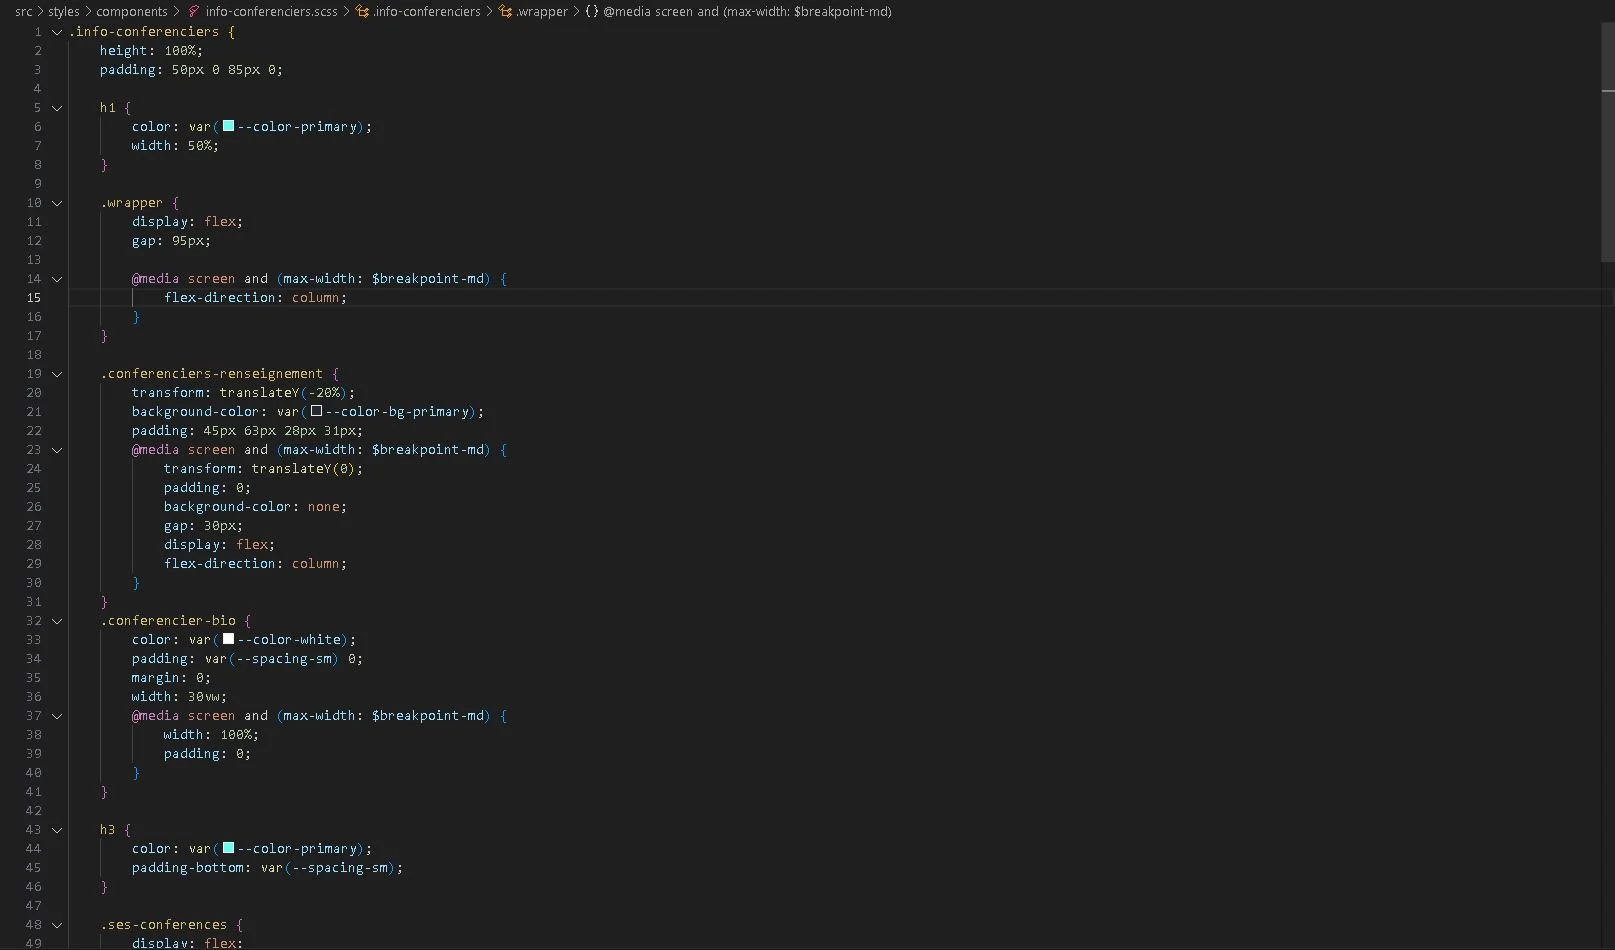 src > styles > components > info-conferenciers.scss > .info-conferenciers > .wrapper > {} @media screen and (max-width: $breakpoint-md)
1 .info-conferenciers {
2 height: 100%;
3 padding: 50px 0 85px 0;
4
5 h1 {
6 color: var(--color-primary);
7 width: 50%;
8 }
9
10 .wrapper {
11 display: flex;
12 gap: 95px;
13
14 @media screen and (max-width: $breakpoint-md) {
15 flex-direction: column;
16 }
17 }
18
19 .conferenciers-renseignement {
20 transform: translateY(-20%);
21 background-color: var(--color-bg-primary);
22 padding: 45px 63px 28px 31px;
23 @media screen and (max-width: $breakpoint-md) {
24 transform: translateY(0);
25 padding: 0;
26 background-color: none;
27 gap: 30px;
28 display: flex;
29 flex-direction: column;
30 }
31 }
32 .conferencier-bio {
33 color: var(--color-white);
34 padding: var(--spacing-sm) 0;
35 margin: 0;
36 width: 30vw;
37 @media screen and (max-width: $breakpoint-md) {
38 width: 100%;
39 padding: 0;
40 }
41 }
42
43 h3 {
44 color: var(--color-primary);
45 padding-bottom: var(--spacing-sm);
46 }
47
48 .ses-conferences {
49 display: flex;